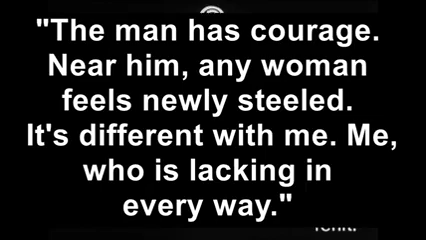 "The man has courage.
Near him, any woman
feels newly steeled.
It's different with me. Me,
who is lacking in
every way."